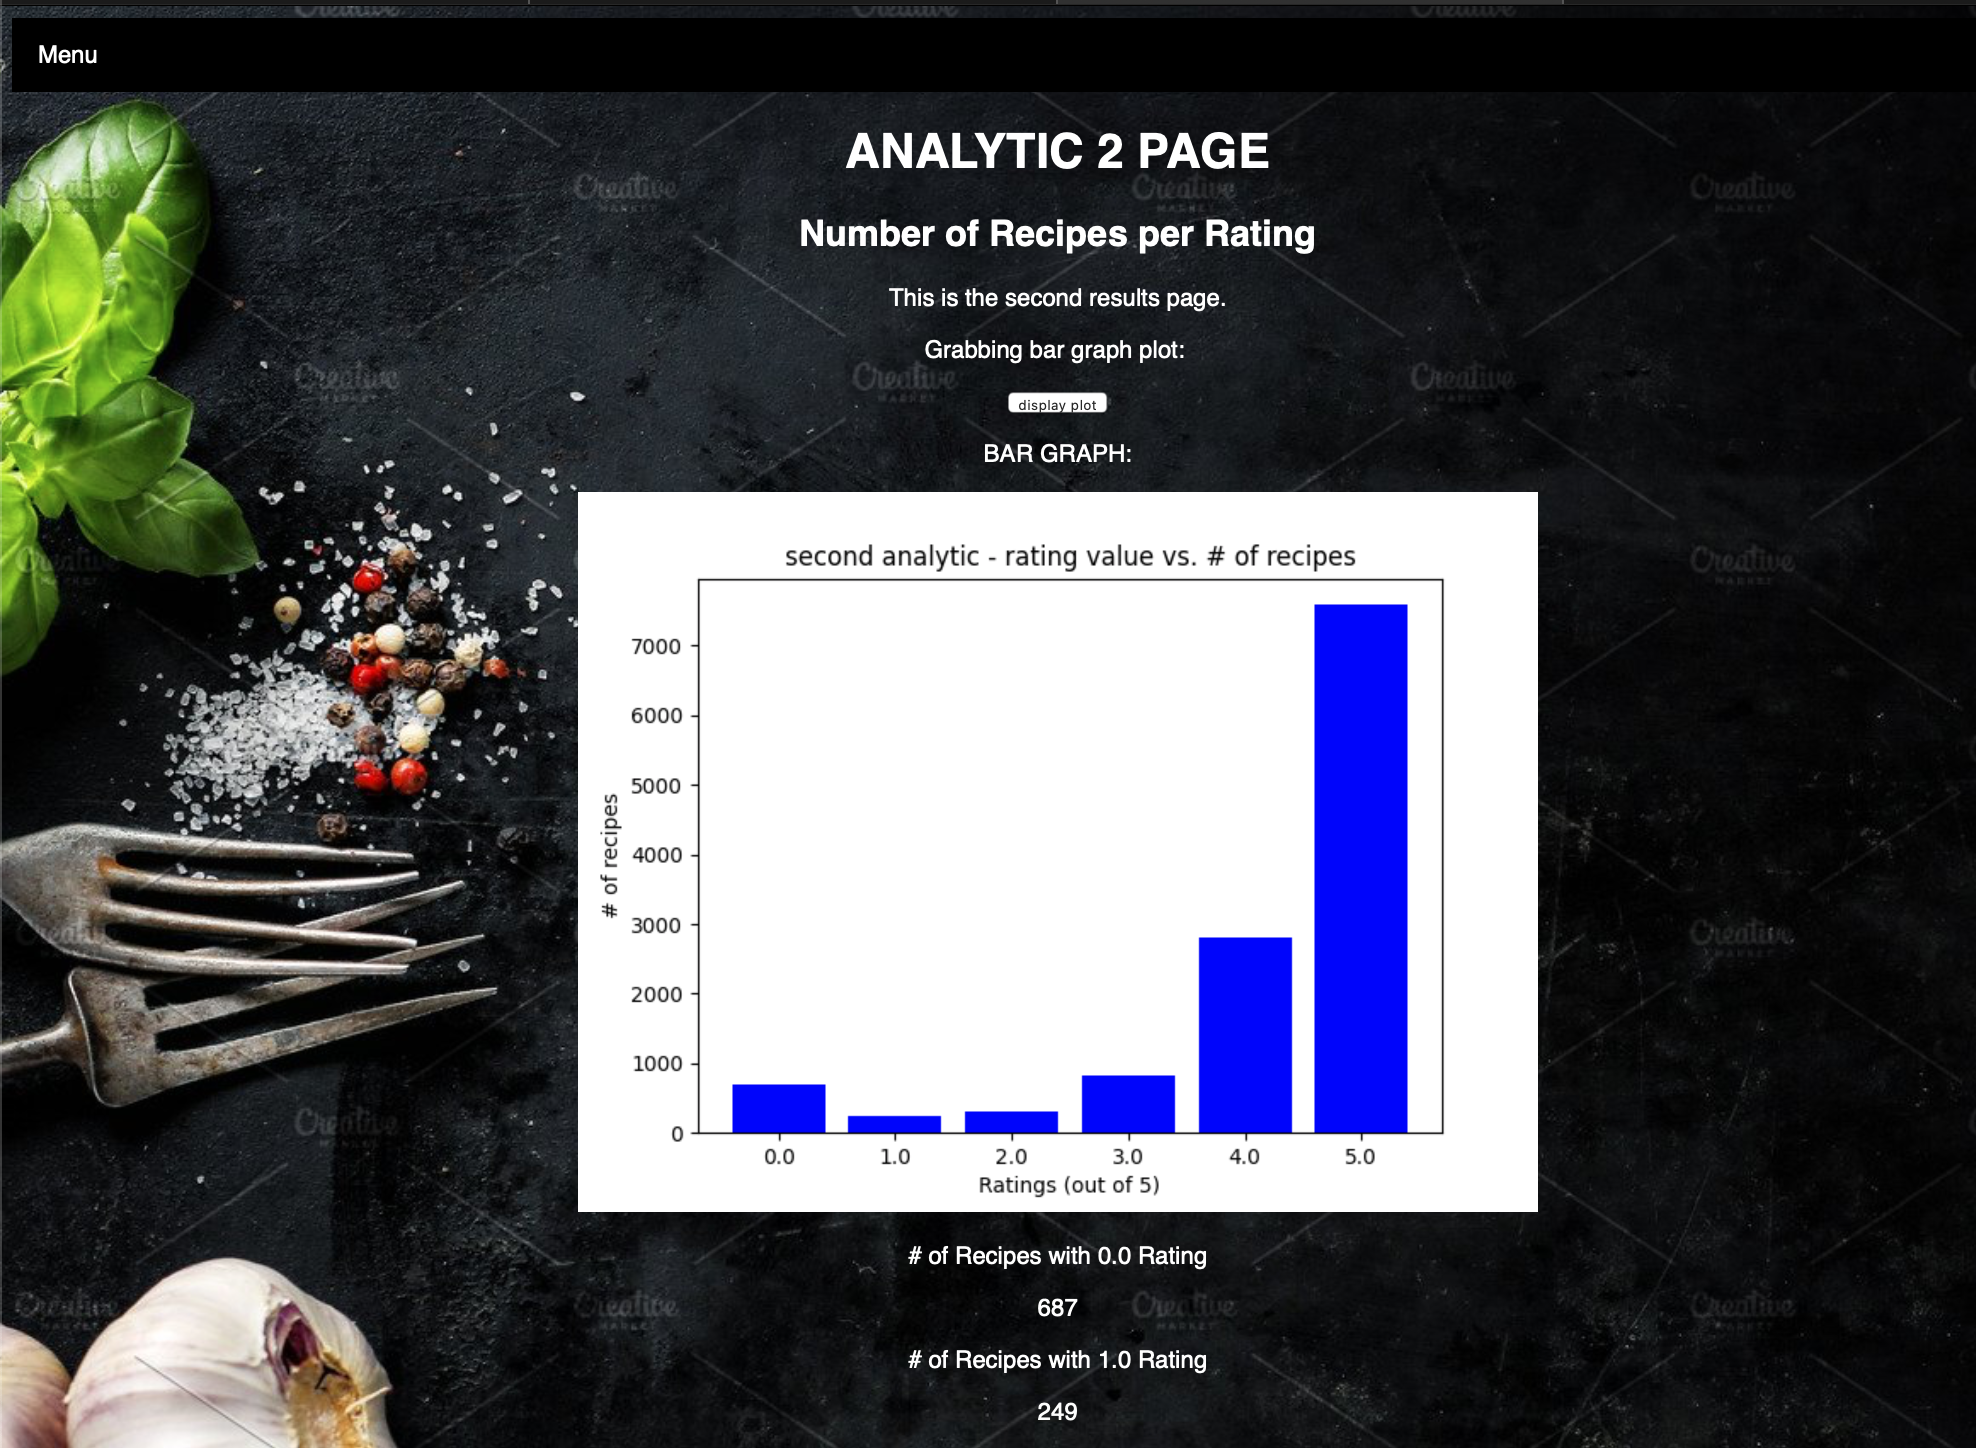 Menu
ANALYTIC 2 PAGE
Number of Recipes per Rating
This is the second results page.
Grabbing bar graph plot:
display plot
BAR GRAPH:
second analytic - rating value vs. # of recipes
7000
6000
5000
4000
3000
2000
1000
0
# of recipes
0.0 1.0 2.0 3.0 4.0 5.0
Ratings (out of 5)
# of Recipes with 0.0 Rating
687
# of Recipes with 1.0 Rating
249
Creative
MARKET